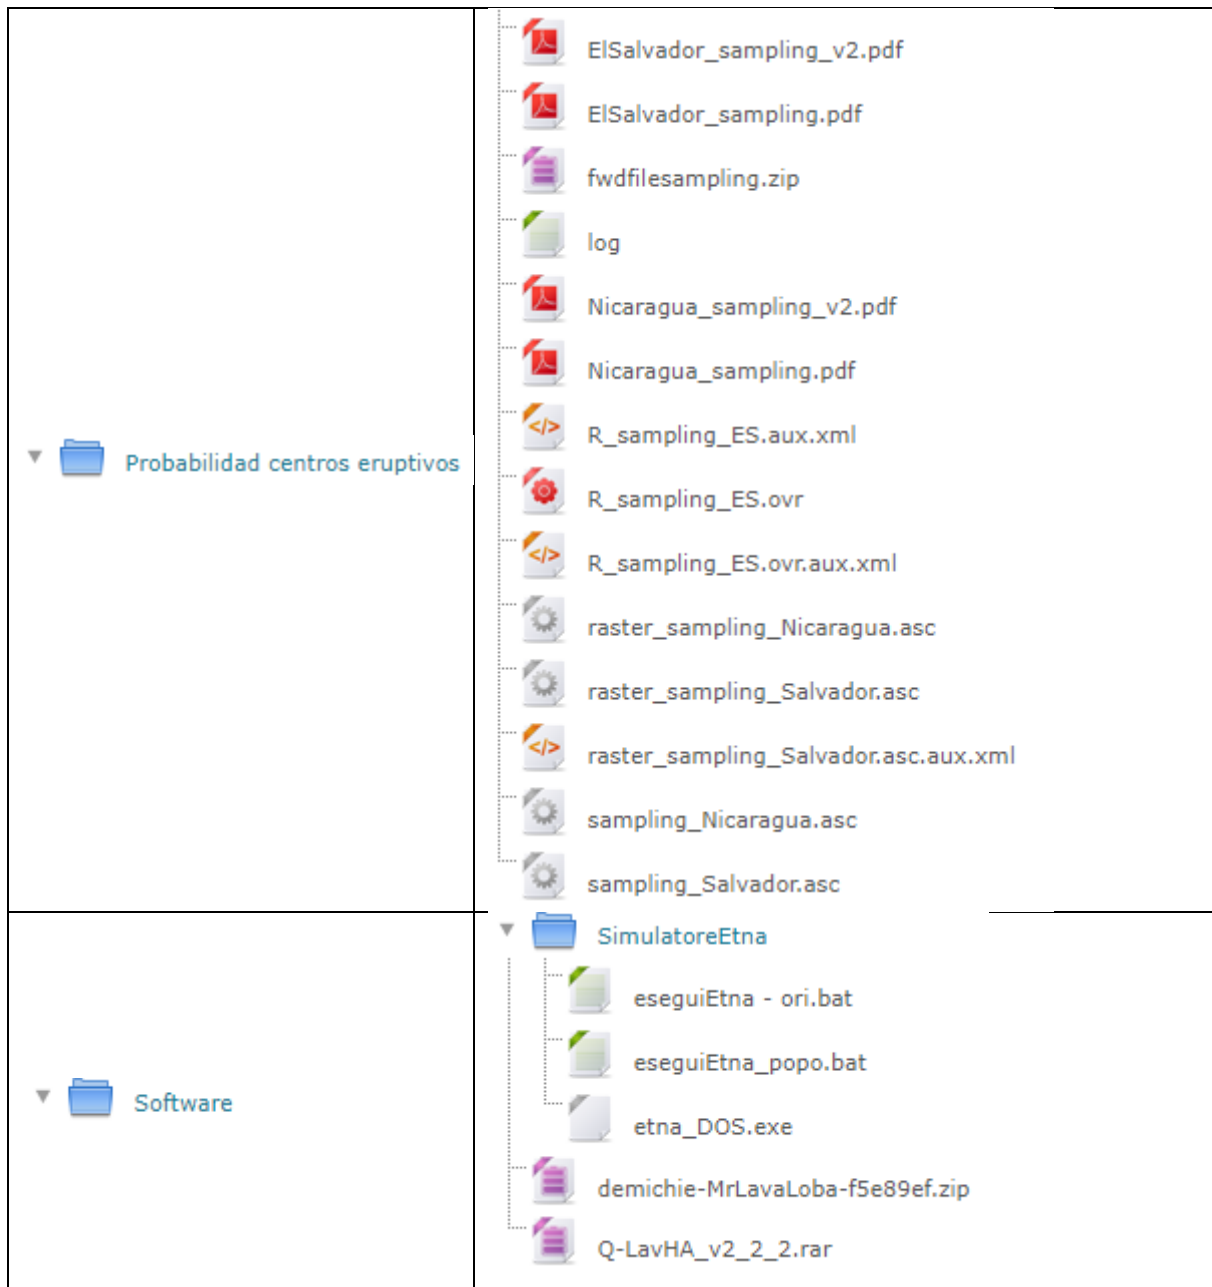 ElSalvador_sampling_v2.pdf
ElSalvador_sampling.pdf
fwdfilesampling.zip
log
Nicaragua_sampling_v2.pdf
Nicaragua_sampling.pdf
R_sampling_ES.aux.xml
Probabilidad centros eruptivos
R_sampling_ES.ovr
R_sampling_ES.ovr.aux.xml
raster_sampling_Nicaragua.asc
raster_sampling_Salvador.asc
raster_sampling_Salvador.asc.aux.xml
sampling_Nicaragua.asc
sampling_Salvador.asc
SimulatoreEtna
eseguiEtna - ori.bat
eseguiEtna_popo.bat
Software
etna_DOS.exe
demichie-MrLavaLoba-f5e89ef.zip
Q-LavHA_v2_2_2.rar